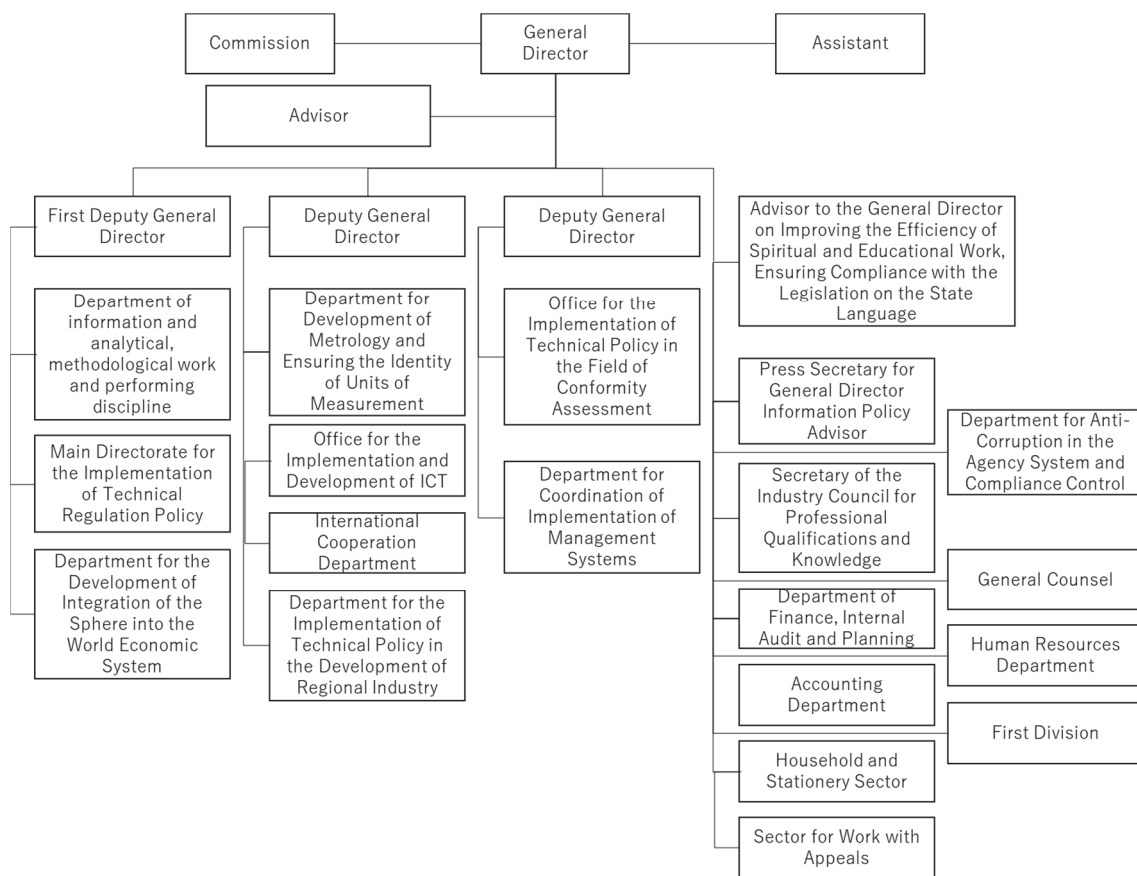 Commission
General
Director
Assistant
Advisor
First Deputy General
Director
Deputy General
Director
Deputy General
Director
Advisor to the General Director
on Improving the Efficiency of
Spiritual and Educational Work,
Ensuring Compliance with the
Legislation on the State
Language
Department of
information and
analytical,
methodological work
and performing
discipline
Department for
Development of
Metrology and
Ensuring the Identity
of Units of
Measurement
Office for the
Implementation of
Technical Policy in
the Field of
Conformity
Assessment
Press Secretary for
General Director
Information Policy
Advisor
Department for Anti-
Corruption in the
Agency System and
Compliance Control
Main Directorate for
the Implementation
of Technical
Regulation Policy
Office for the
Implementation and
Development of ICT
Department for
Coordination of
Implementation of
Management
Systems
Secretary of the
Industry Council for
Professional
Qualifications and
Knowledge
International
Cooperation
Department
General Counsel
Department for the
Development of
Integration of the
Sphere into the
World Economic
System
Department for the
Implementation of
Technical Policy in
the Development of
Regional Industry
Department of
Finance, Internal
Audit and Planning
Human Resources
Department
Accounting
Department
First Division
Household and
Stationery Sector
Sector for Work with
Appeals